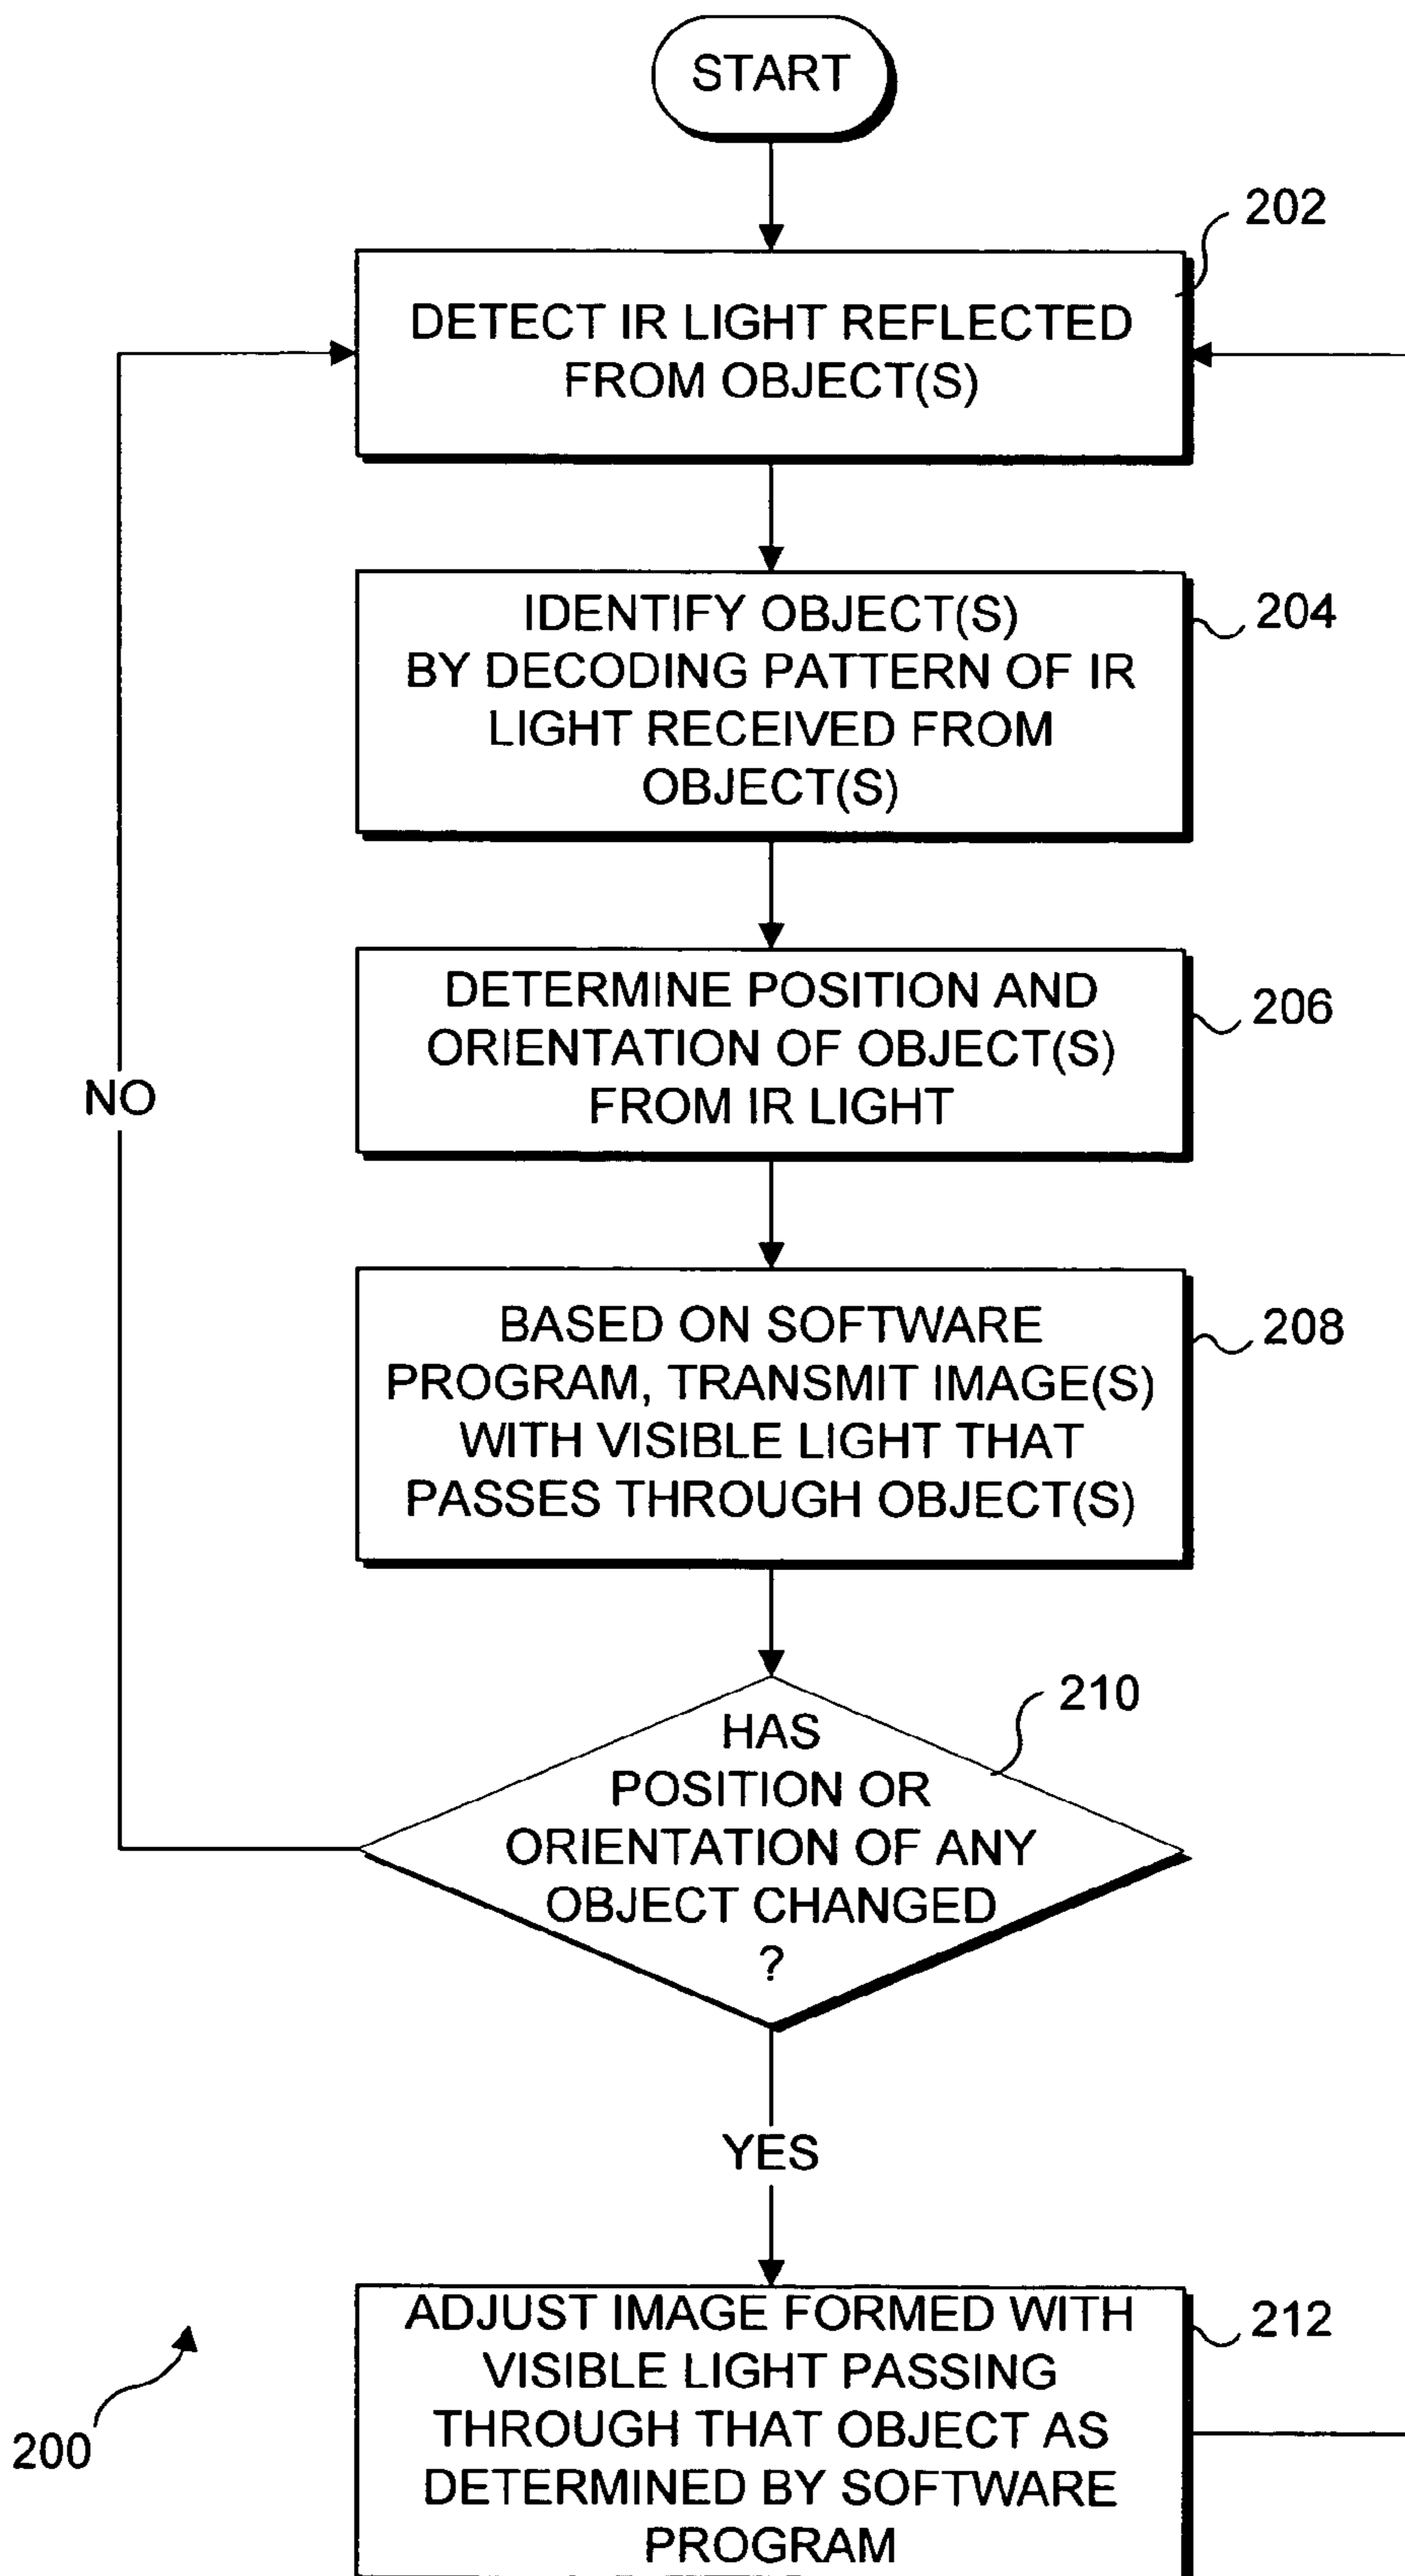 START
202
DETECT IR LIGHT REFLECTED
FROM OBJECT(S)
IDENTIFY OBJECT(S)
BY DECODING PATTERN OF IR
LIGHT RECEIVED FROM
OBJECT(S)
204
DETERMINE POSITION AND
ORIENTATION OF OBJECT(S)
FROM IR LIGHT
206
NO
BASED ON SOFTWARE
PROGRAM, TRANSMIT IMAGE(S)
WITH VISIBLE LIGHT THAT
PASSES THROUGH OBJECT(S)
208
210
HAS
POSITION OR
ORIENTATION OF ANY
OBJECT CHANGED
?
YES
ADJUST IMAGE FORMED WITH
VISIBLE LIGHT PASSING
THROUGH THAT OBJECT AS
DETERMINED BY SOFTWARE
PROGRAM
212
200